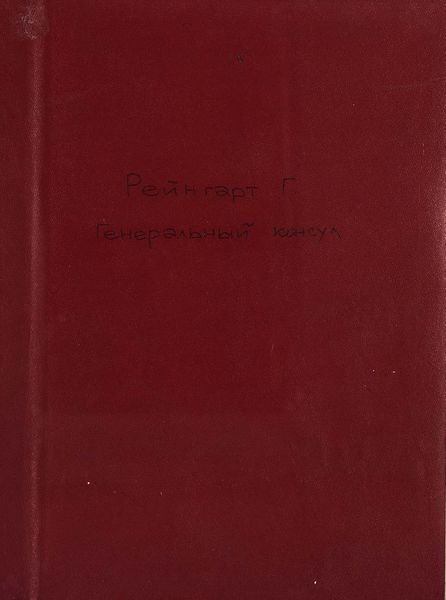 Рейнгарт Г.
Генеральный консул